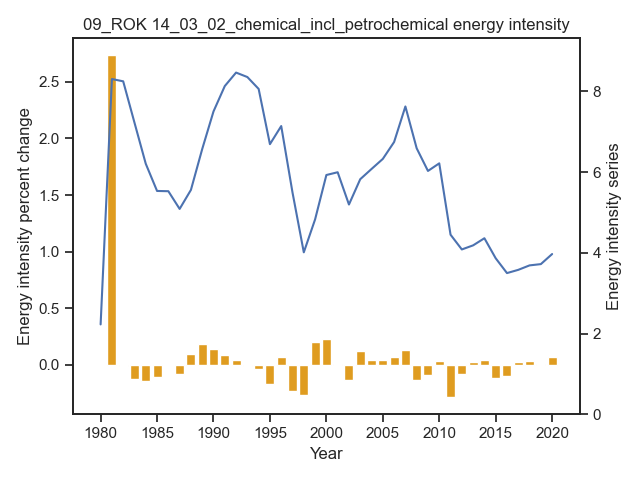 09_ROK 14_03_02_chemical_incl_petrochemical energy intensity
Energy intensity percent change
2.5
2.0
1.5
1.0
0.5
0.0
8
6
4
2
0
Energy intensity series
1980 1985 1990 1995 2000 2005 2010 2015 2020
Year